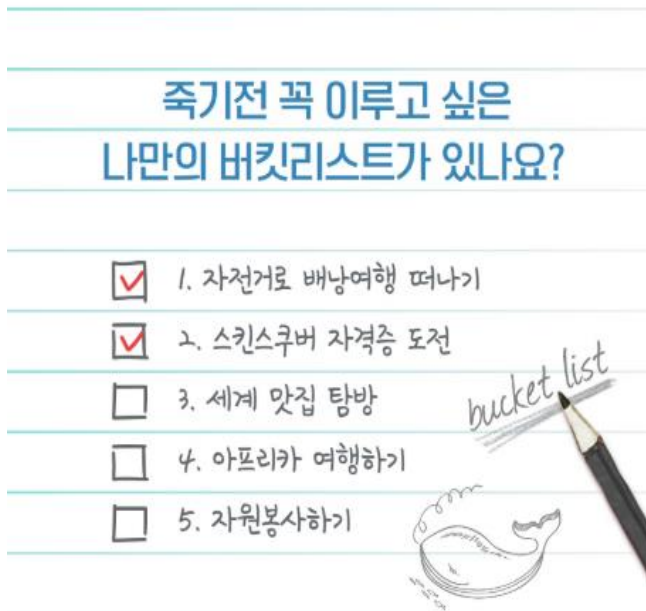 죽기전 꼭 이루고 싶은
나만의 버킷리스트가 있나요?
1. 자전거로 배낭여행 떠나기
2. 스킨스쿠버 자격증 도전
3. 세계 맛집 탐방
4. 아프리카 여행하기
5. 자원봉사하기
bucket list